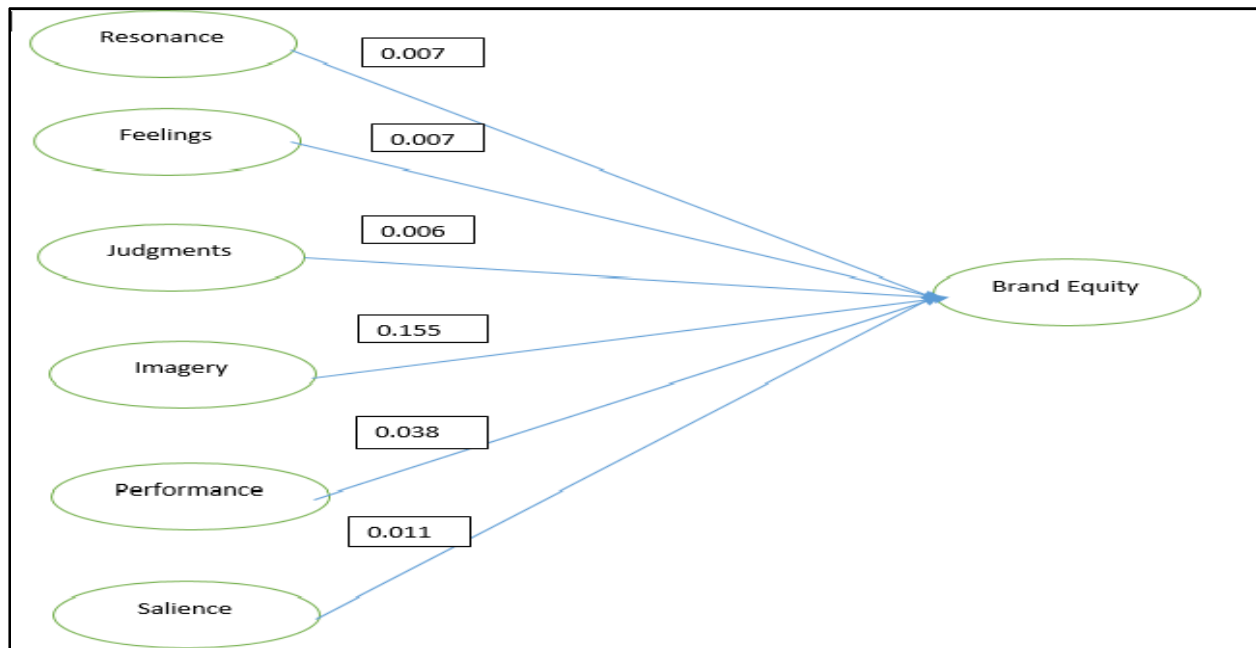 Resonance
0.007
Feelings
0.007
Judgments
0.006
Brand Equity
Imagery
0.155
Performance
0.038
Salience
0.011